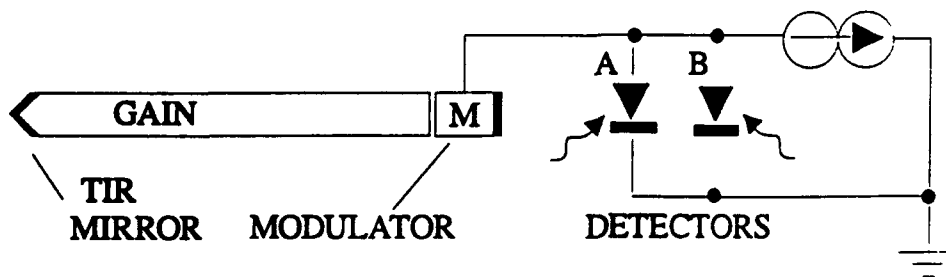 A B
GAIN M
TIR
MIRROR MODULATOR DETECTORS